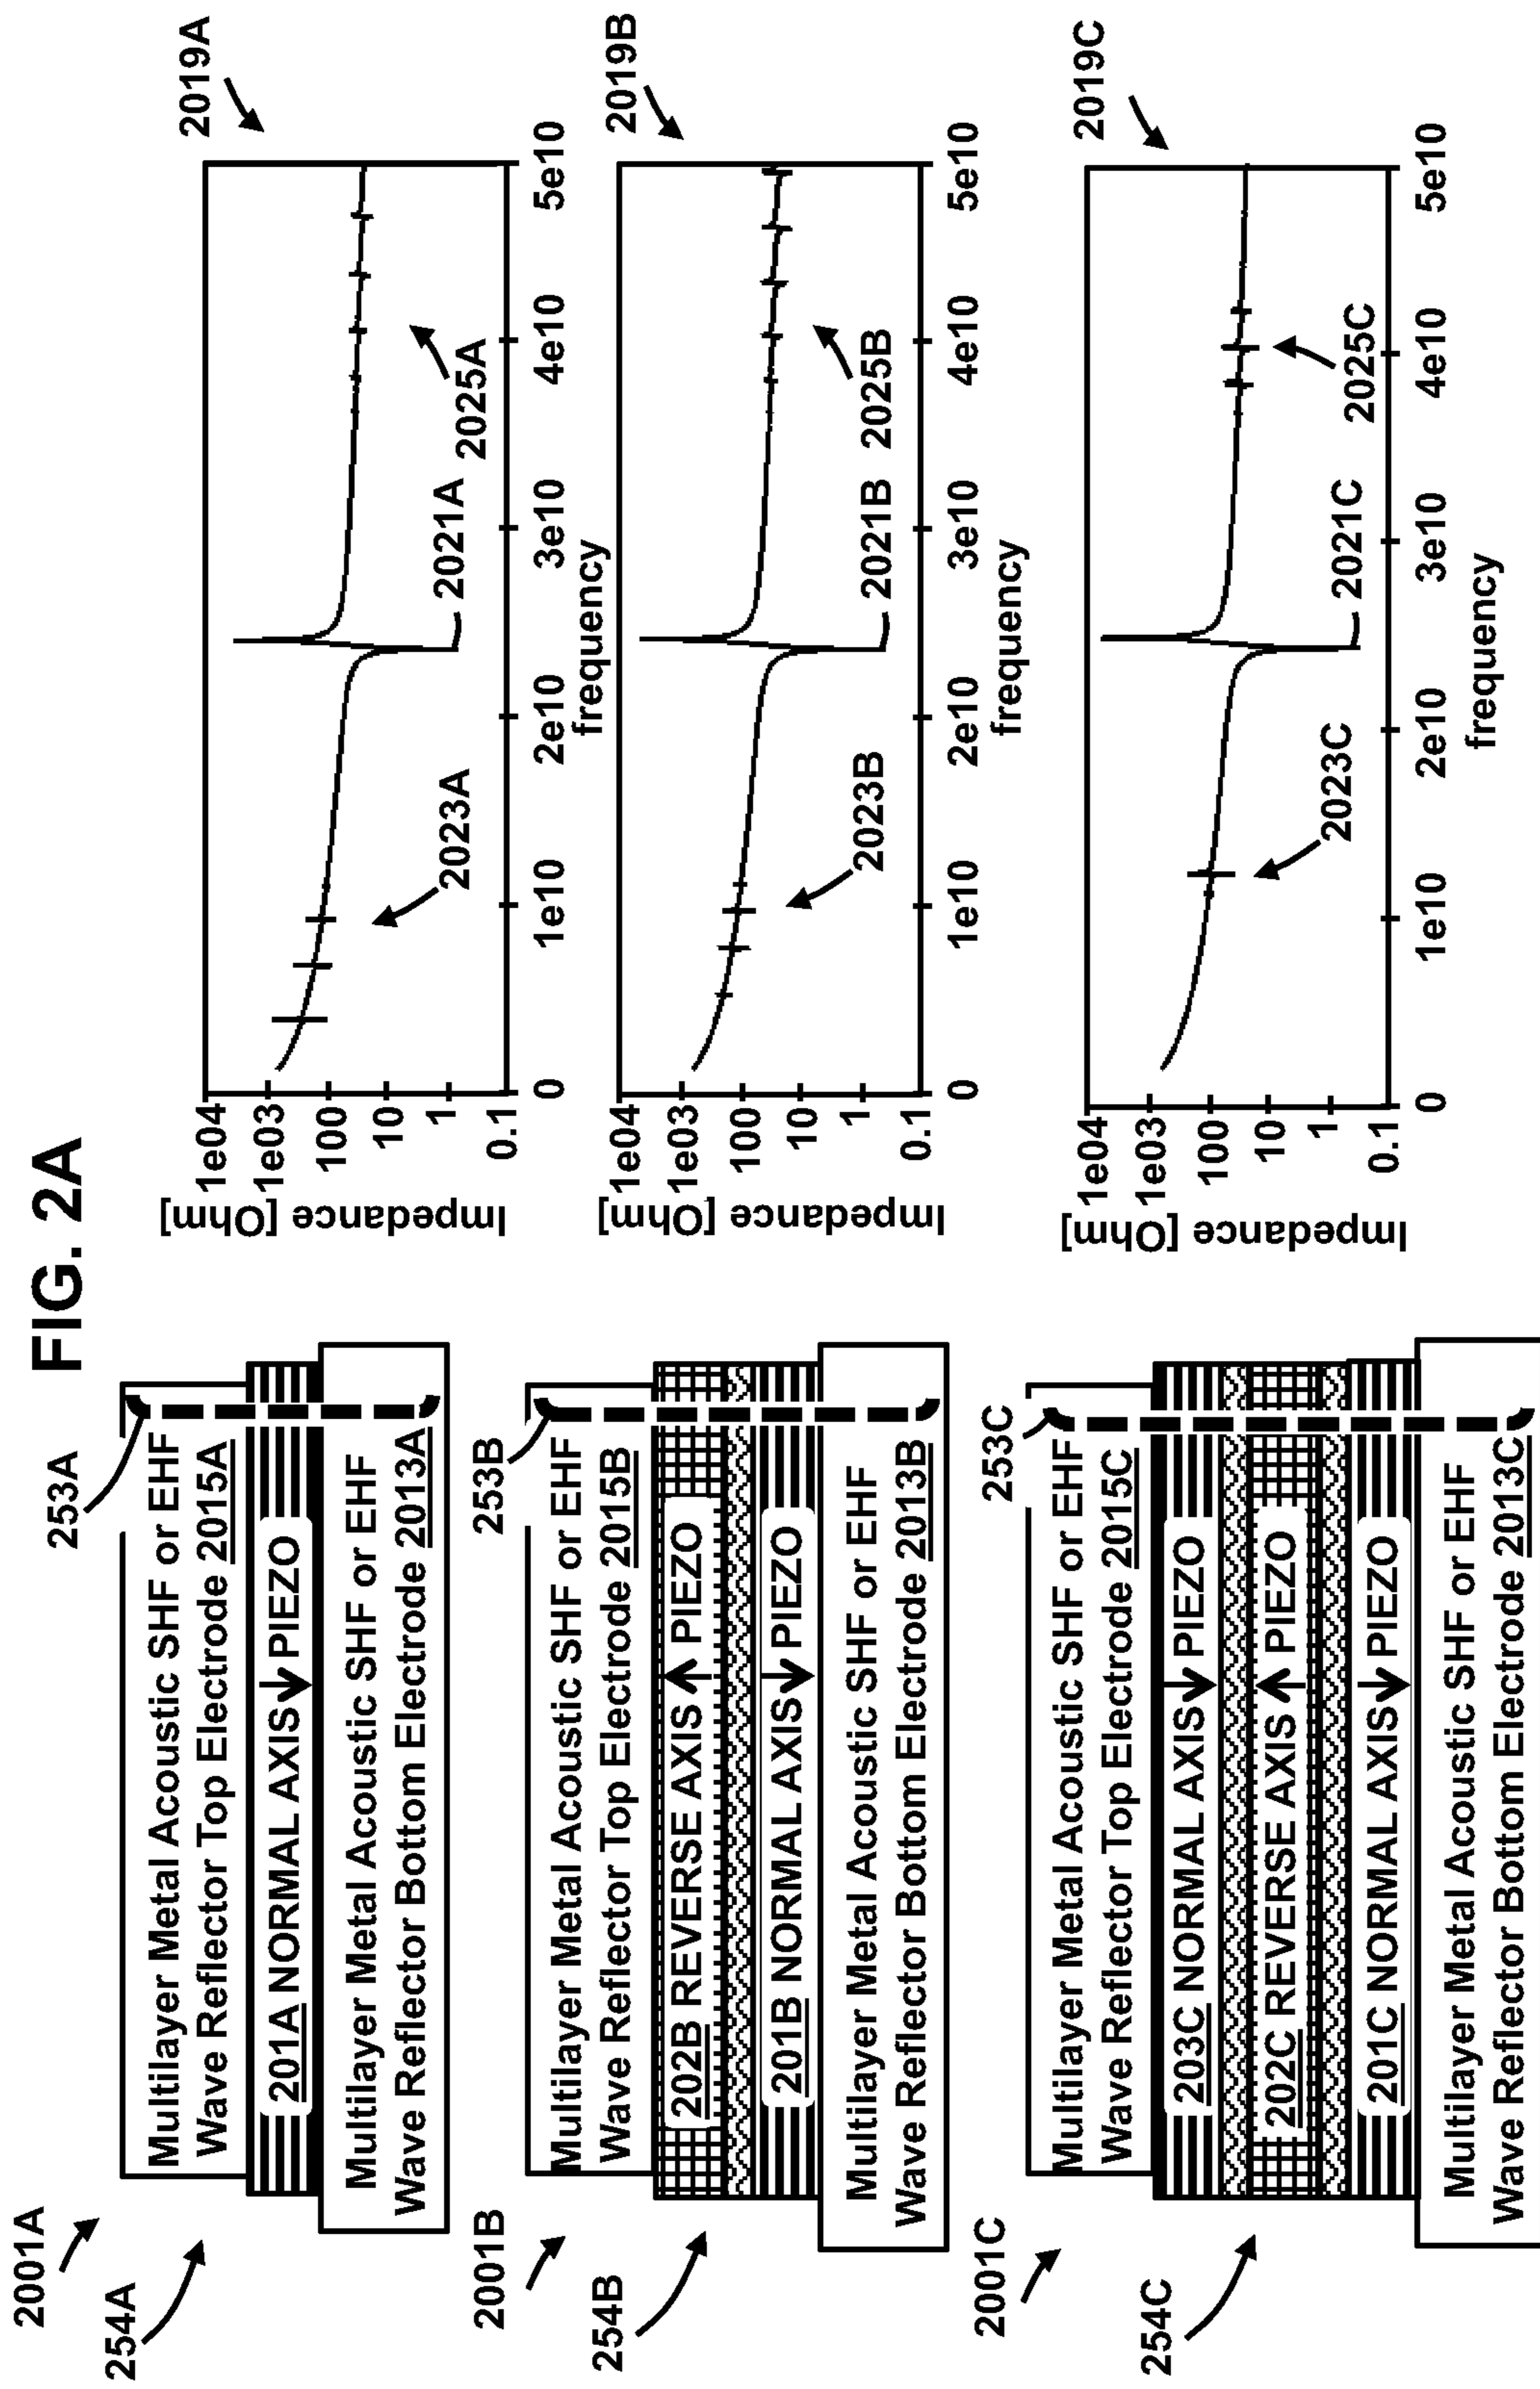 FIG. 2A
2001A
254A
253A
Multilayer Metal Acoustic SHF or EHF
Wave Reflector Top Electrode 2015A
201A NORMAL AXIS PIEZO
Multilayer Metal Acoustic SHF or EHF
Wave Reflector Bottom Electrode 2013A
Impedance [Ohm]
1e04
1e03
100
10
1
0.1
0
1e10
2e10
3e10
4e10
5e10
frequency
2023A
2021A
2025A
2019A
2001B
254B
253B
Multilayer Metal Acoustic SHF or EHF
Wave Reflector Top Electrode 2015B
202B REVERSE AXIS PIEZO
201B NORMAL AXIS PIEZO
Multilayer Metal Acoustic SHF or EHF
Wave Reflector Bottom Electrode 2013B
Impedance [Ohm]
1e04
1e03
100
10
1
0.1
0
1e10
2e10
3e10
4e10
5e10
frequency
2023B
2021B
2025B
2019B
2001C
254C
253C
Multilayer Metal Acoustic SHF or EHF
Wave Reflector Top Electrode 2015C
203C NORMAL AXIS PIEZO
202C REVERSE AXIS PIEZO
201C NORMAL AXIS PIEZO
Multilayer Metal Acoustic SHF or EHF
Wave Reflector Bottom Electrode 2013C
Impedance [Ohm]
1e04
1e03
100
10
1
0.1
0
1e10
2e10
3e10
4e10
5e10
frequency
2023C
2021C
2025C
2019C